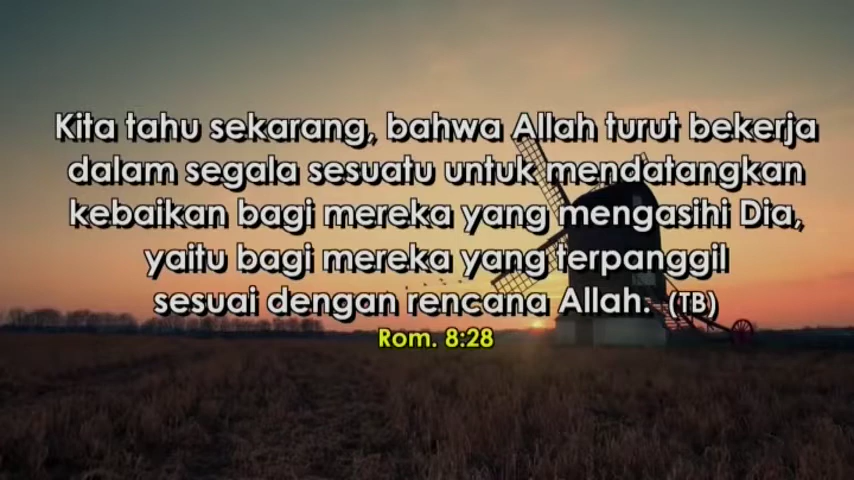 Kita tahu sekarang, bahwa Allah turut bekerja
dalam segala sesuatu untuk mendatangkan
kebaikan bagi mereka yang mengasihi Dia,
yaitu bagi mereka yang terpanggil
sesuai dengan rencana Allah. (TB)
Rom. 8:28